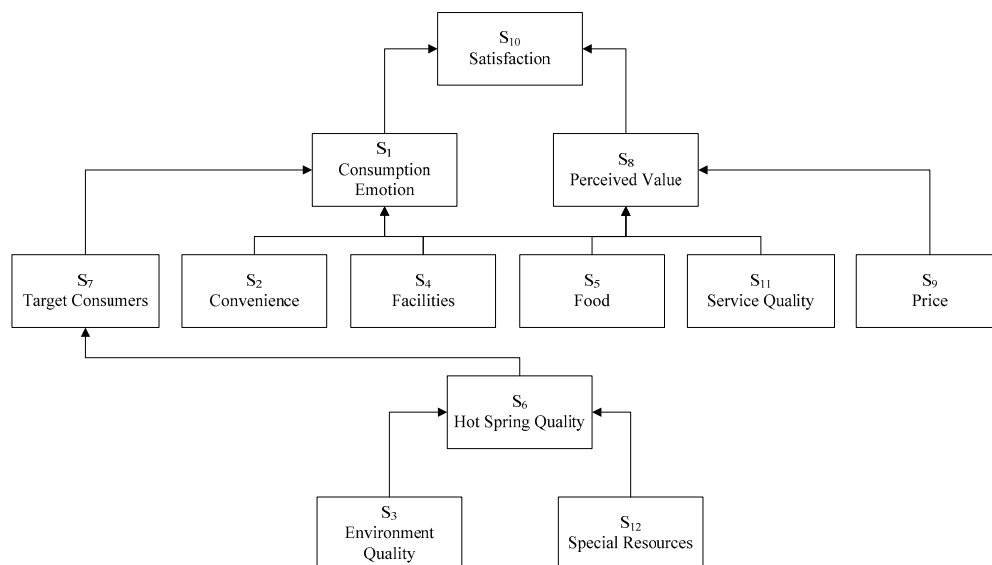 S10
Satisfaction
S1
Consumption
Emotion
S8
Perceived Value
S7
Target Consumers
S2
Convenience
S4
Facilities
S5
Food
S11
Service Quality
S9
Price
S6
Hot Spring Quality
S3
Environment
Quality
S12
Special Resources